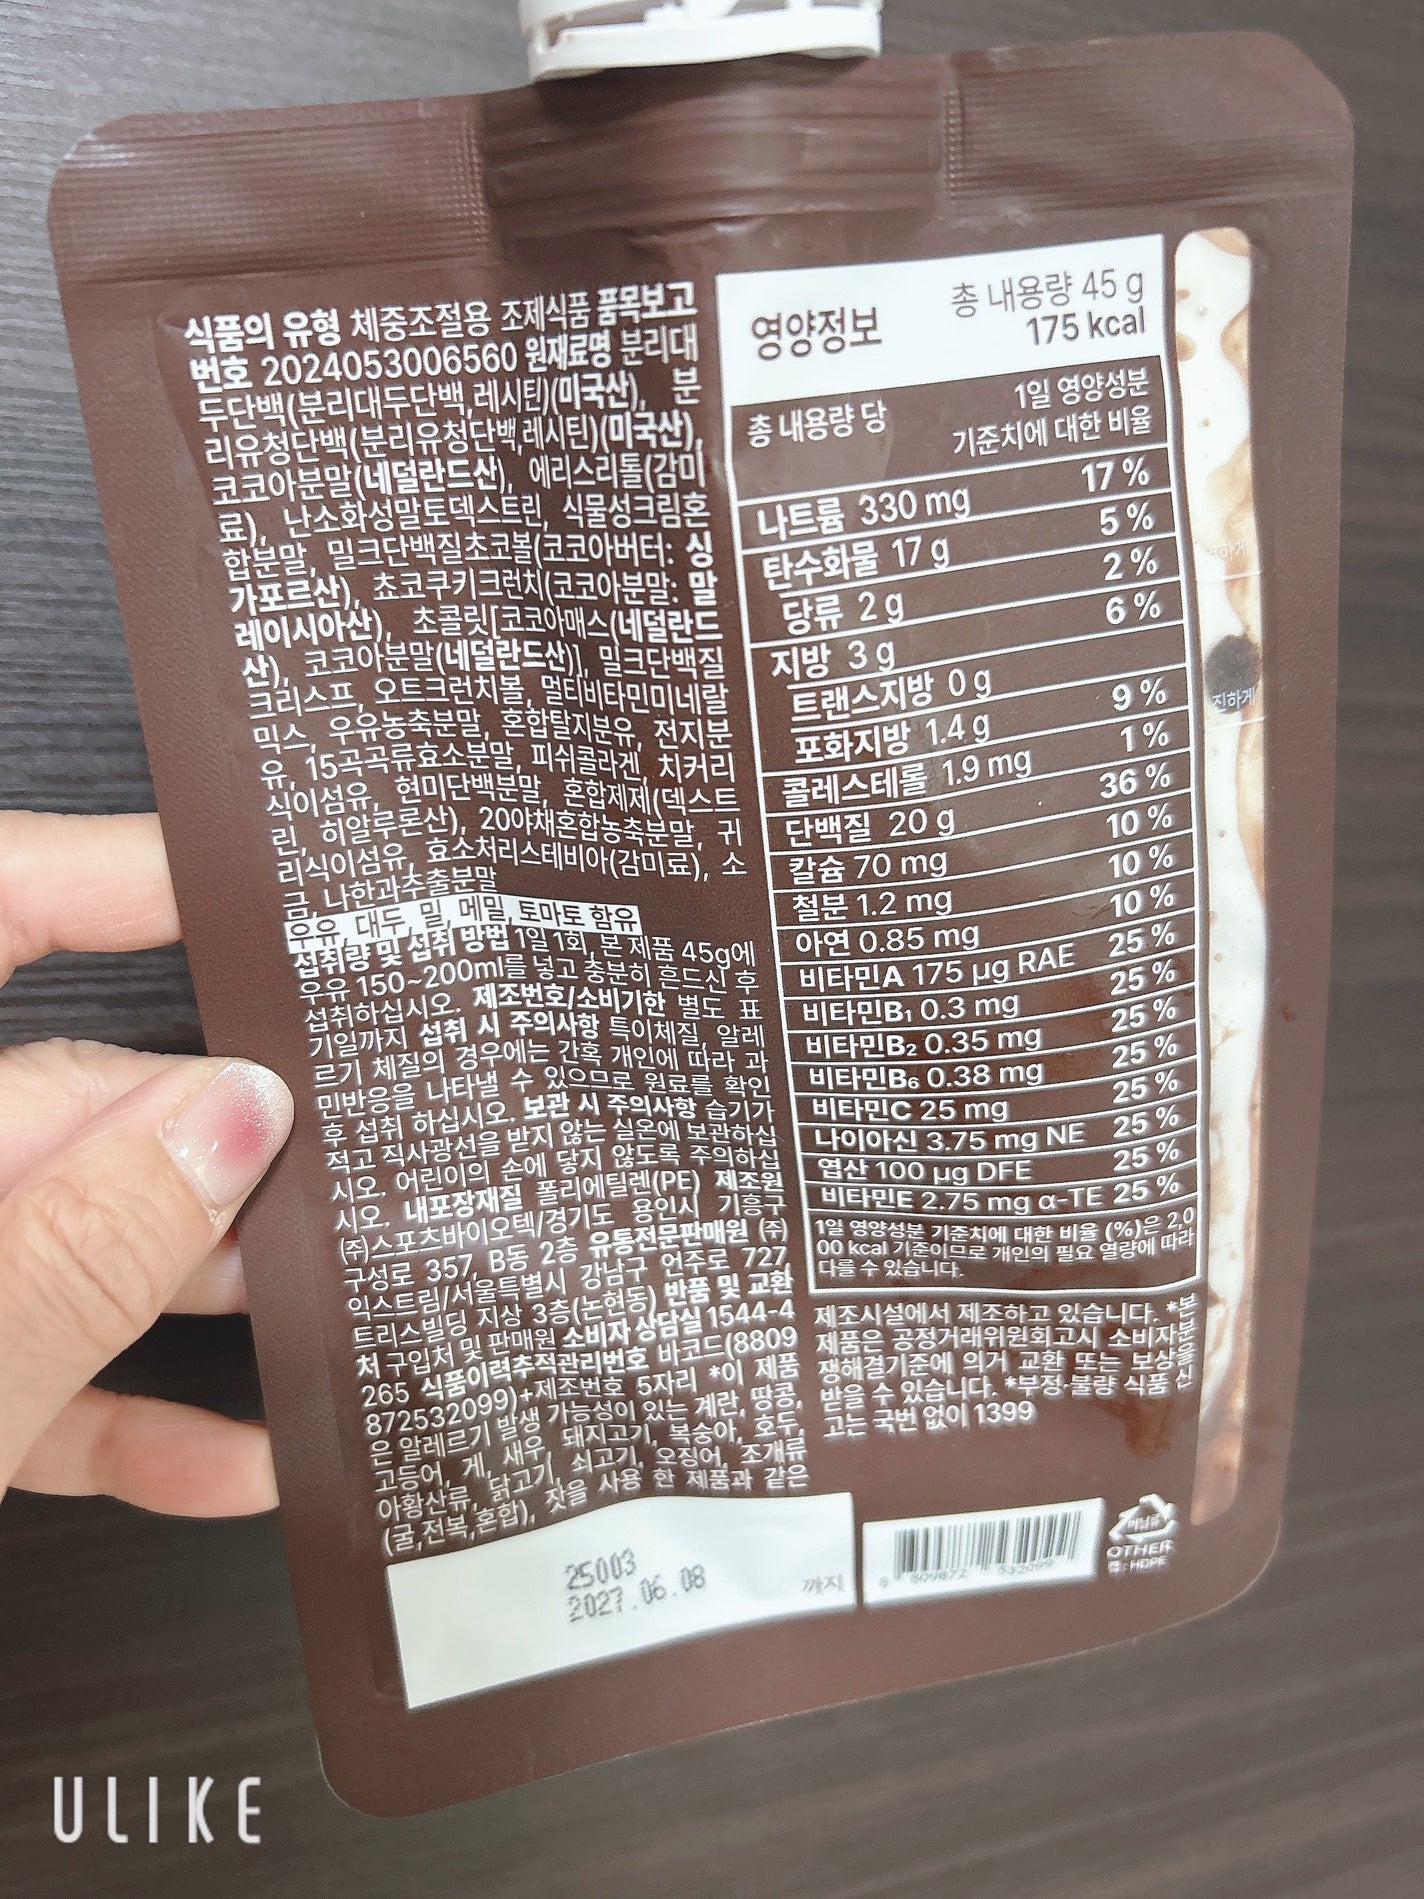 식품의 유형 체중조절용 조제식품 품목보고
번호 2024053006560 원재료명 분리대
두단백(분리대두단백,레시틴)(미국산), 분
리유청단백(분리유청단백,레시틴)(미국산),
코코아분말(네덜란드산), 에리스리톨(감미
료), 난소화성말토덱스트린, 식물성크림혼
합분말, 밀크단백질초코볼(코코아버터: 싱
가포르산), 쵸코쿠키크런치(코코아분말: 말
레이시아산), 초콜릿[코코아매스(네덜란드
산), 코코아분말(네덜란드산)], 밀크단백질
크리스프, 오트크런치볼, 멀티비타민미네랄
믹스, 우유농축분말, 혼합탈지분유, 전지분
유, 15곡곡류효소분말, 피쉬콜라겐, 치커리
식이섬유, 현미단백분말, 혼합제제(덱스트
린, 히알루론산), 20야채혼합농축분말, 귀
리식이섬유, 효소처리스테비아(감미료), 소
금, 나한과추출분말
우유, 대두, 밀, 메밀, 토마토 함유
섭취량 및 섭취 방법 1일 1회, 본 제품 45g에
우유 150~200ml를 넣고 충분히 흔드신 후
섭취하십시오. 제조번호/소비기한 별도 표
기일까지 섭취 시 주의사항 특이체질, 알레
르기 체질의 경우에는 간혹 개인에 따라 과
민반응을 나타낼 수 있으므로 원료를 확인
후 섭취 하십시오. 보관 시 주의사항 습기가
적고 직사광선을 받지 않는 실온에 보관하십
시오. 어린이의 손에 닿지 않도록 주의하십
시오. 내포장재질 폴리에틸렌(PE) 제조원
(주)스포츠바이오텍/경기도 용인시 기흥구
구성로 357, B동 2층 유통전문판매원 (주)
익스트림/서울특별시 강남구 언주로 727
트리스빌딩 지상 3층(논현동) 반품 및 교환
처 구입처 및 판매원 소비자 상담실 1544-4
265 식품이력추적관리번호 바코드(8809
872532099)+제조번호 5자리 *이 제품
은 알레르기 발생 가능성이 있는 계란, 땅콩,
고등어, 게, 새우, 돼지고기, 복숭아, 호두,
아황산류, 닭고기, 쇠고기, 오징어, 조개류
(굴,전복,혼합), 잣을 사용 한 제품과 같은
제조시설에서 제조하고 있습니다. *본
제품은 공정거래위원회고시 소비자분
쟁해결기준에 의거 교환 또는 보상을
받을 수 있습니다. *부정·불량 식품 신
고는 국번 없이 1399
영양정보
총 내용량 45 g
175 kcal
총 내용량 당
1일 영양성분
기준치에 대한 비율
나트륨 330 mg 17 %
탄수화물 17 g 5 %
당류 2 g 2 %
지방 3 g 6 %
트랜스지방 0 g
포화지방 1.4 g 9 %
콜레스테롤 1.9 mg 1 %
단백질 20 g 36 %
칼슘 70 mg 10 %
철분 1.2 mg 10 %
아연 0.85 mg 10 %
비타민A 175 μg RAE 25 %
비타민B₁ 0.3 mg 25 %
비타민B₂ 0.35 mg 25 %
비타민B₆ 0.38 mg 25 %
비타민C 25 mg 25 %
나이아신 3.75 mg NE 25 %
엽산 100 μg DFE 25 %
비타민E 2.75 mg α-TE 25 %
1일 영양성분 기준치에 대한 비율 (%)은 2,0
00 kcal 기준이므로 개인의 필요 열량에 따라
다를 수 있습니다.
진하게
25003
2027.06.08
까지
8 809872 532099
비닐류
OTHER
캡:HDPE
ULIKE